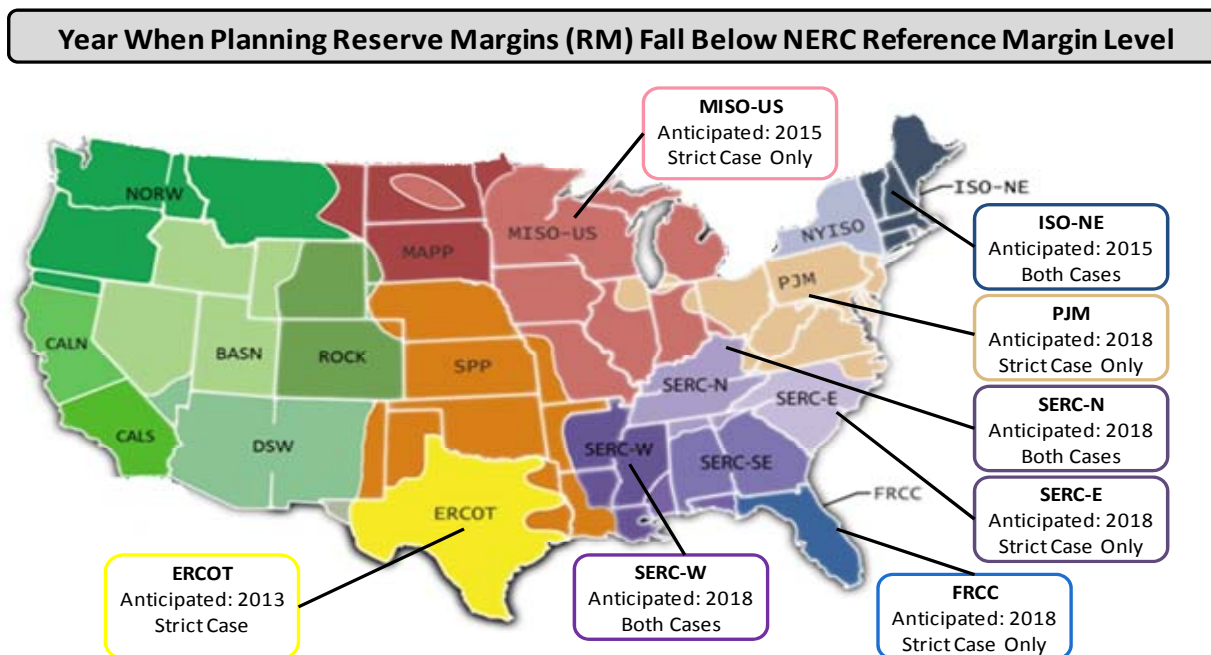 Year When Planning Reserve Margins (RM) Fall Below NERC Reference Margin Level
MISO-US
Anticipated: 2015
Strict Case Only
ISO-NE
NORW
ISO-NE
Anticipated: 2015
Both Cases
NYISO
MISO-US
MAPP
PJM
PJM
Anticipated: 2018
Strict Case Only
CALN
BASN
ROCK
SPP
SERC-N
SERC-E
SERC-N
Anticipated: 2018
Both Cases
CALS
DSW
SERC-W
SERC-SE
SERC-E
Anticipated: 2018
Strict Case Only
FRCC
ERCOT
ERCOT
Anticipated: 2013
Strict Case
SERC-W
Anticipated: 2018
Both Cases
FRCC
Anticipated: 2018
Strict Case Only